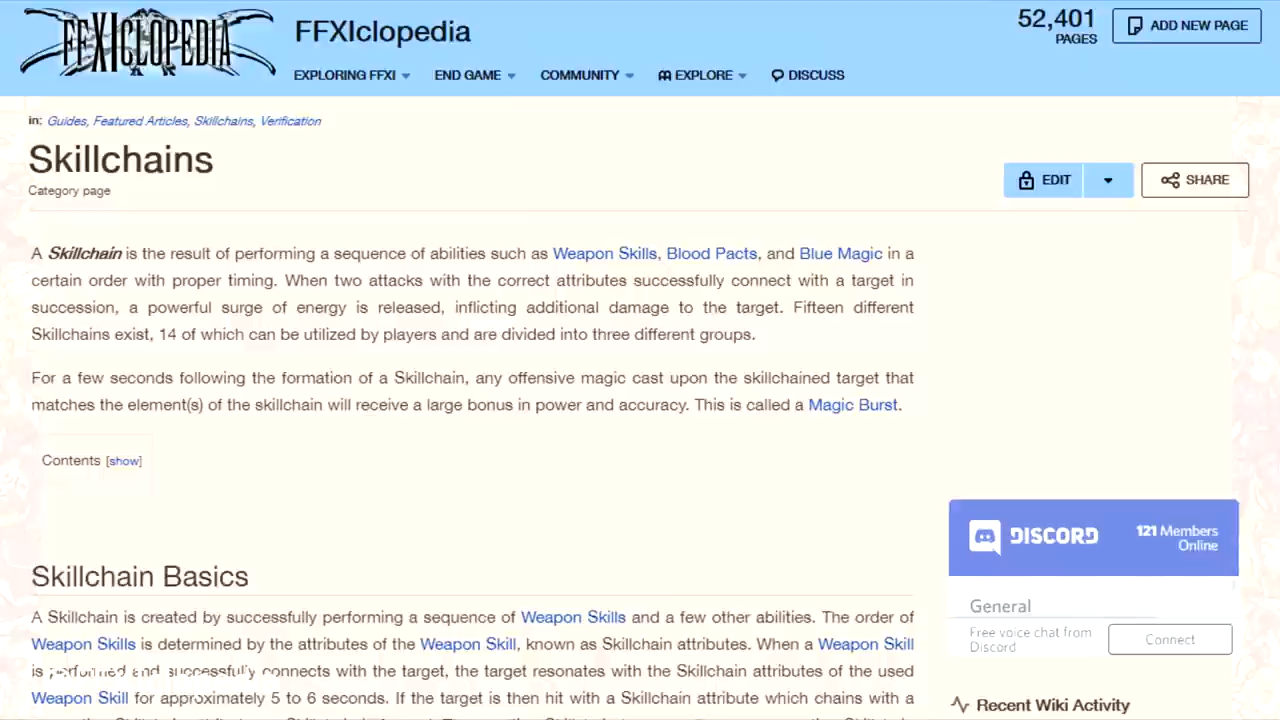 FFXIclopedia
FFXIclopedia
52,401
PAGES
ADD NEW PAGE
EXPLORING FFXI
END GAME
COMMUNITY
EXPLORE
DISCUSS
in: Guides, Featured Articles, Skillchains, Verification
Skillchains
Category page
EDIT
SHARE
A Skillchain is the result of performing a sequence of abilities such as Weapon Skills, Blood Pacts, and Blue Magic in a
certain order with proper timing. When two attacks with the correct attributes successfully connect with a target in
succession, a powerful surge of energy is released, inflicting additional damage to the target. Fifteen different
Skillchains exist, 14 of which can be utilized by players and are divided into three different groups.
For a few seconds following the formation of a Skillchain, any offensive magic cast upon the skillchained target that
matches the element(s) of the skillchain will receive a large bonus in power and accuracy. This is called a Magic Burst.
Contents [show]
DISCORD
121 Members
Online
General
Free voice chat from
Discord
Connect
Recent Wiki Activity
Skillchain Basics
A Skillchain is created by successfully performing a sequence of Weapon Skills and a few other abilities. The order of
Weapon Skills is determined by the attributes of the Weapon Skill, known as Skillchain attributes. When a Weapon Skill
is performed and successfully connects with the target, the target resonates with the Skillchain attributes of the used
Weapon Skill for approximately 5 to 6 seconds. If the target is then hit with a Skillchain attribute which chains with a